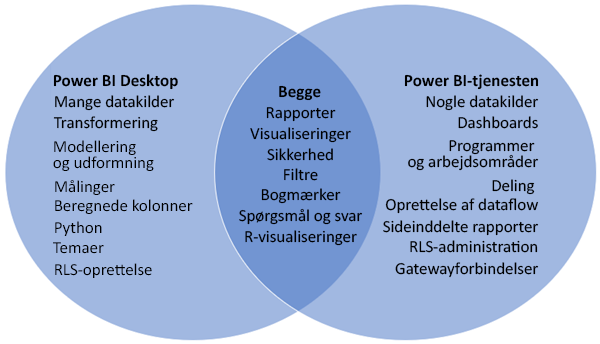 Power BI Desktop
Mange datakilder
Transformering
Modellering
og udformning
Målinger
Beregnede kolonner
Python
Temaer
RLS-oprettelse
Begge
Rapporter
Visualiseringer
Sikkerhed
Filtre
Bogmærker
Spørgsmål og svar
R-visualiseringer
Power BI-tjenesten
Nogle datakilder
Dashboards
Programmer
og arbejdsområder
Deling
Oprettelse af dataflow
Sideinddelte rapporter
RLS-administration
Gatewayforbindelser